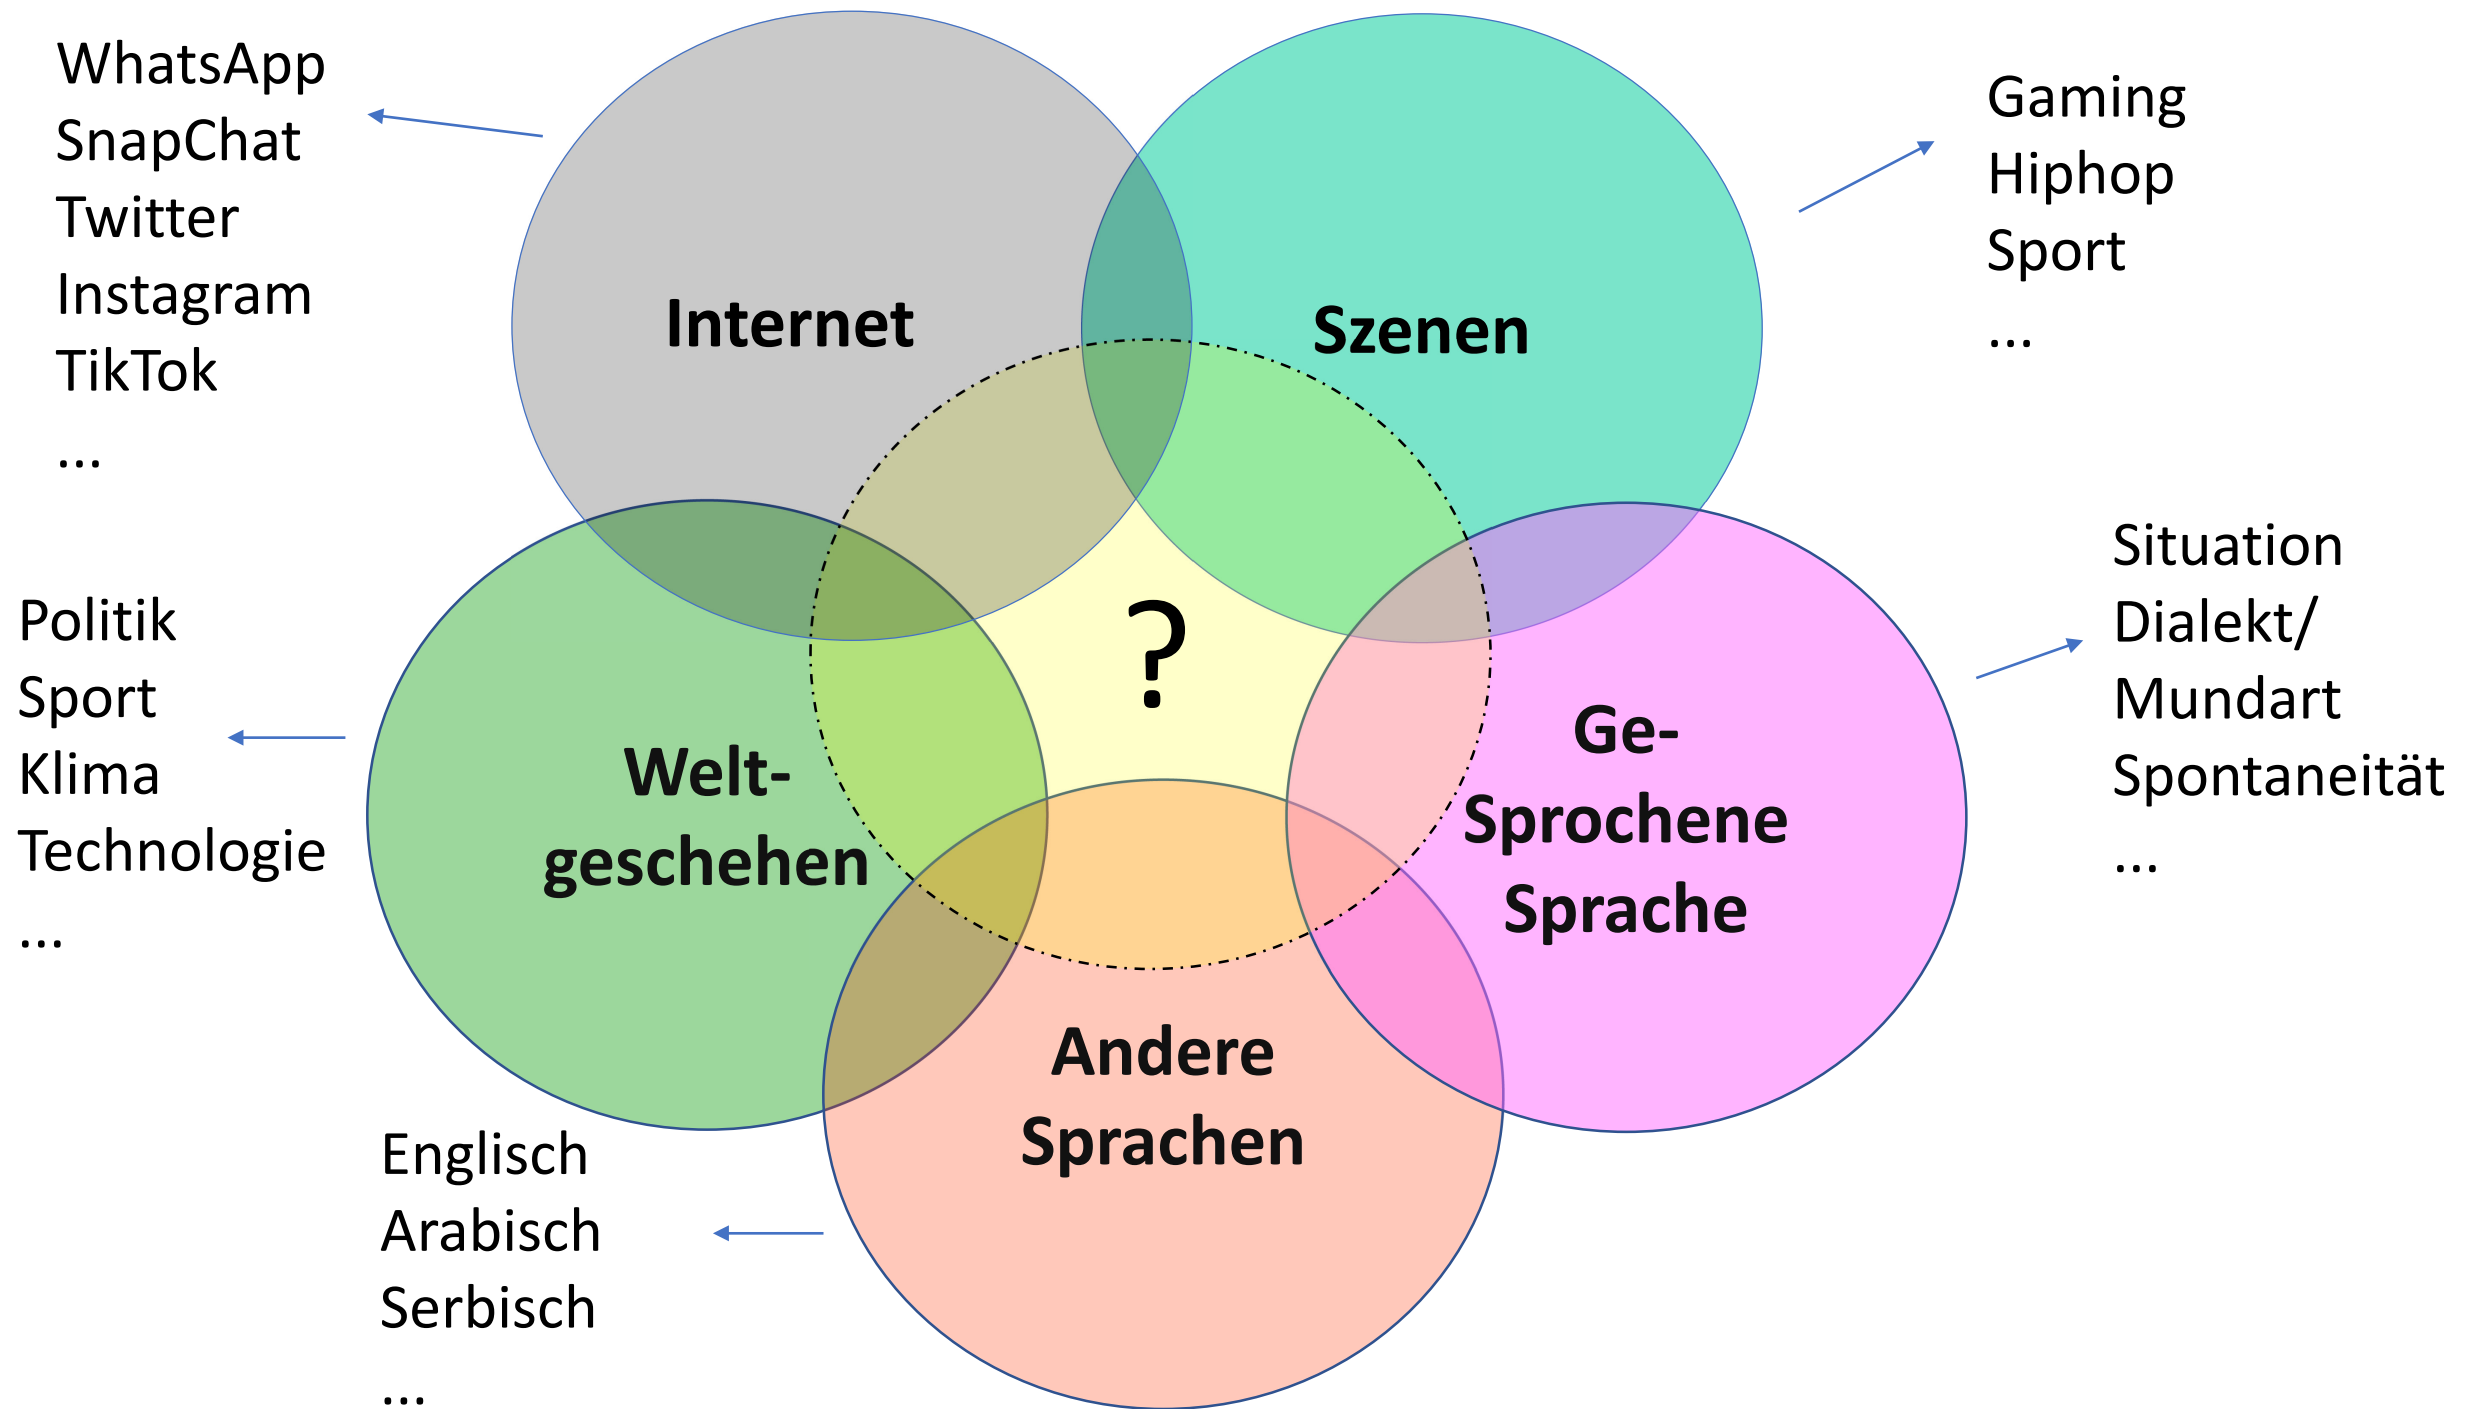 WhatsApp
SnapChat
Twitter
Instagram
TikTok
...
Internet
Szenen
Gaming
Hiphop
Sport
...
?
Politik
Sport
Klima
Technologie
...
Welt-
geschehen
Ge-
Sprochene
Sprache
Situation
Dialekt/
Mundart
Spontaneität
...
Andere
Sprachen
Englisch
Arabisch
Serbisch
...